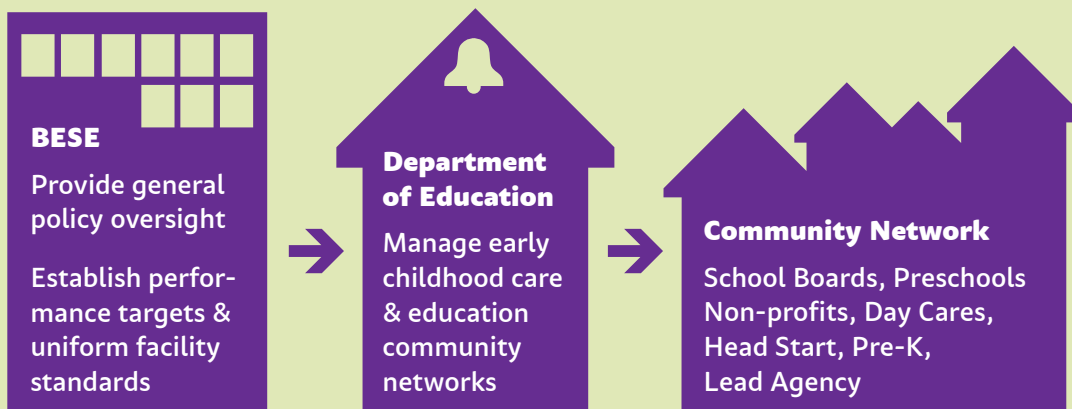 BESE
Provide general
policy oversight
Establish perfor-
mance targets &
uniform facility
standards
Department
of Education
Manage early
childhood care
& education
community
networks
Community Network
School Boards, Preschools
Non-profits, Day Cares,
Head Start, Pre-K,
Lead Agency